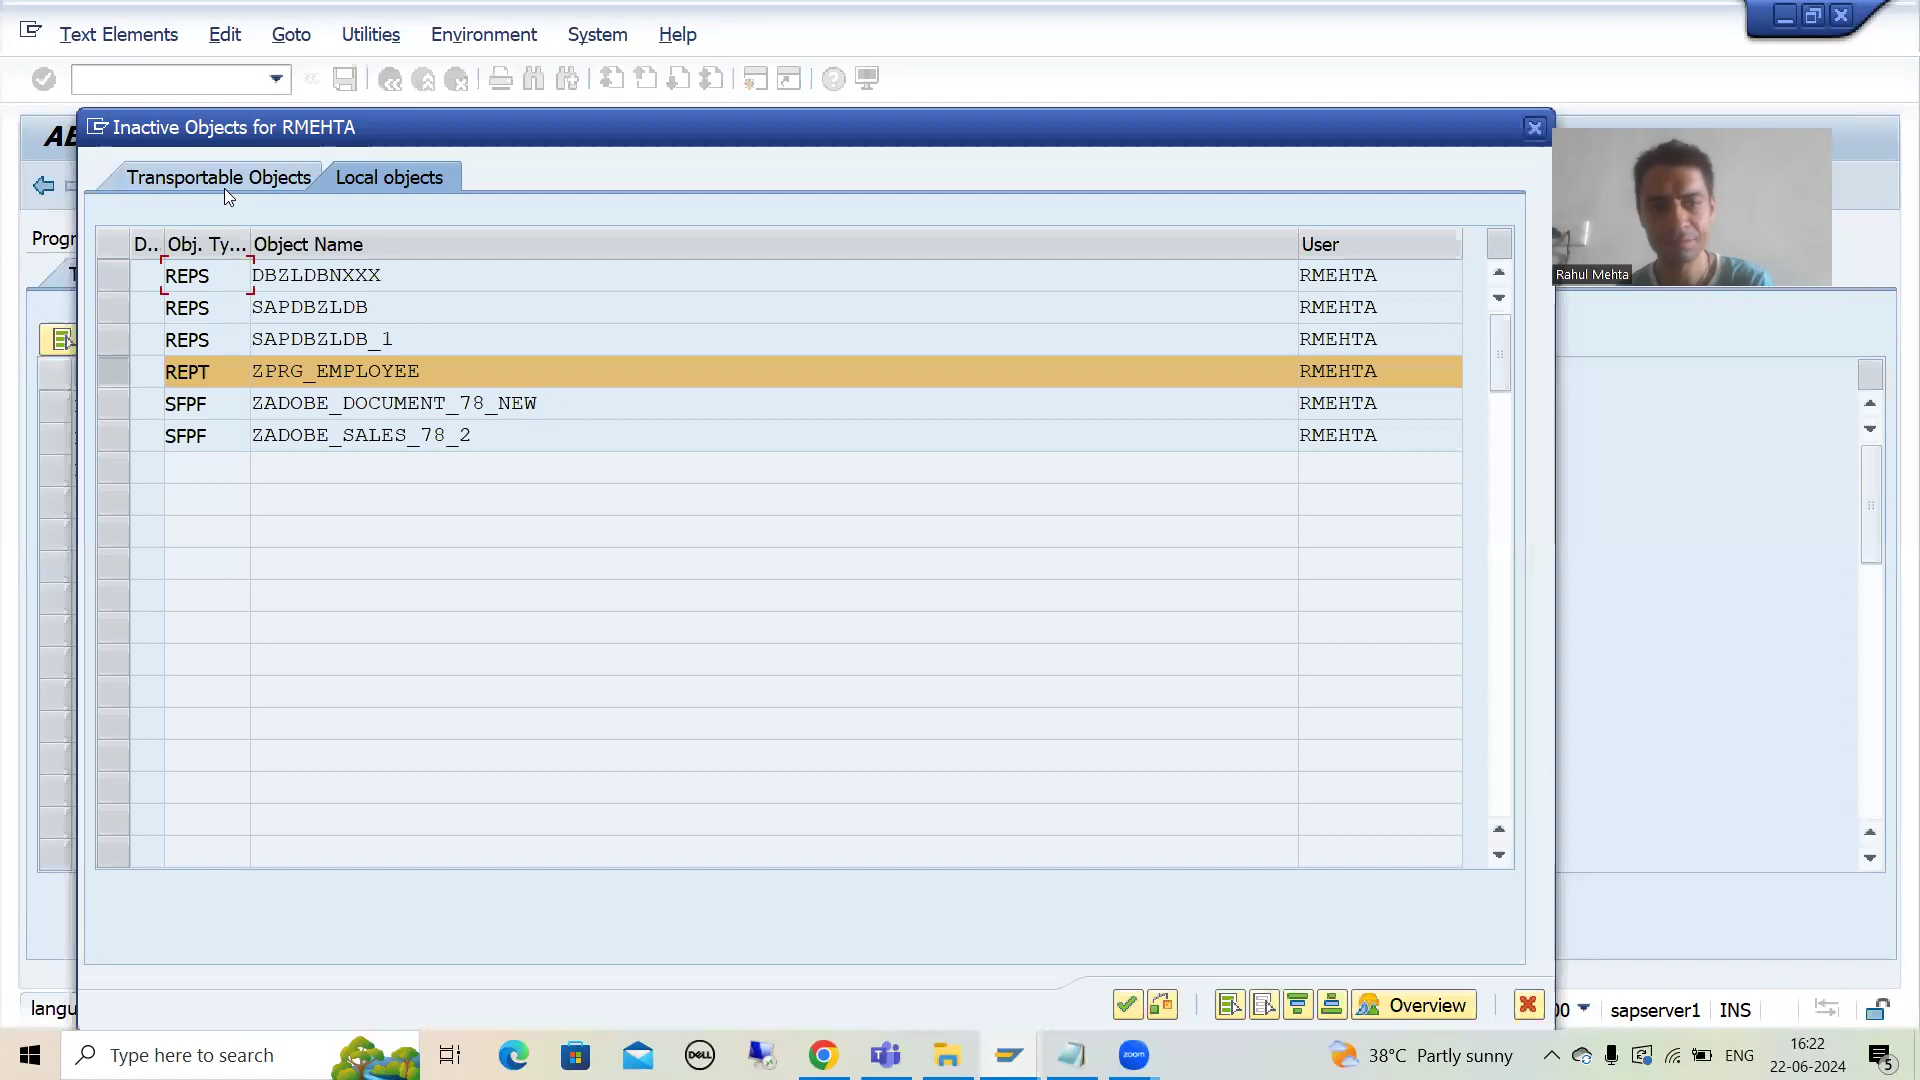 Text Elements Edit Goto Utilities Environment System Help
Inactive Objects for RMEHTA
Transportable Objects Local objects
D.. Obj. Ty... Object Name User
REPS DBZLDBNXXX RMEHTA
REPS SAPDBZLDB RMEHTA
REPS SAPDBZLDB_1 RMEHTA
REPT ZPRG_EMPLOYEE RMEHTA
SFPF ZADOBE_DOCUMENT_78_NEW RMEHTA
SFPF ZADOBE_SALES_78_2 RMEHTA
Rahul Mehta
Overview
sapserver1 INS
Type here to search
DELL
zoom
38°C Partly sunny
ENG
16:22
22-06-2024
5